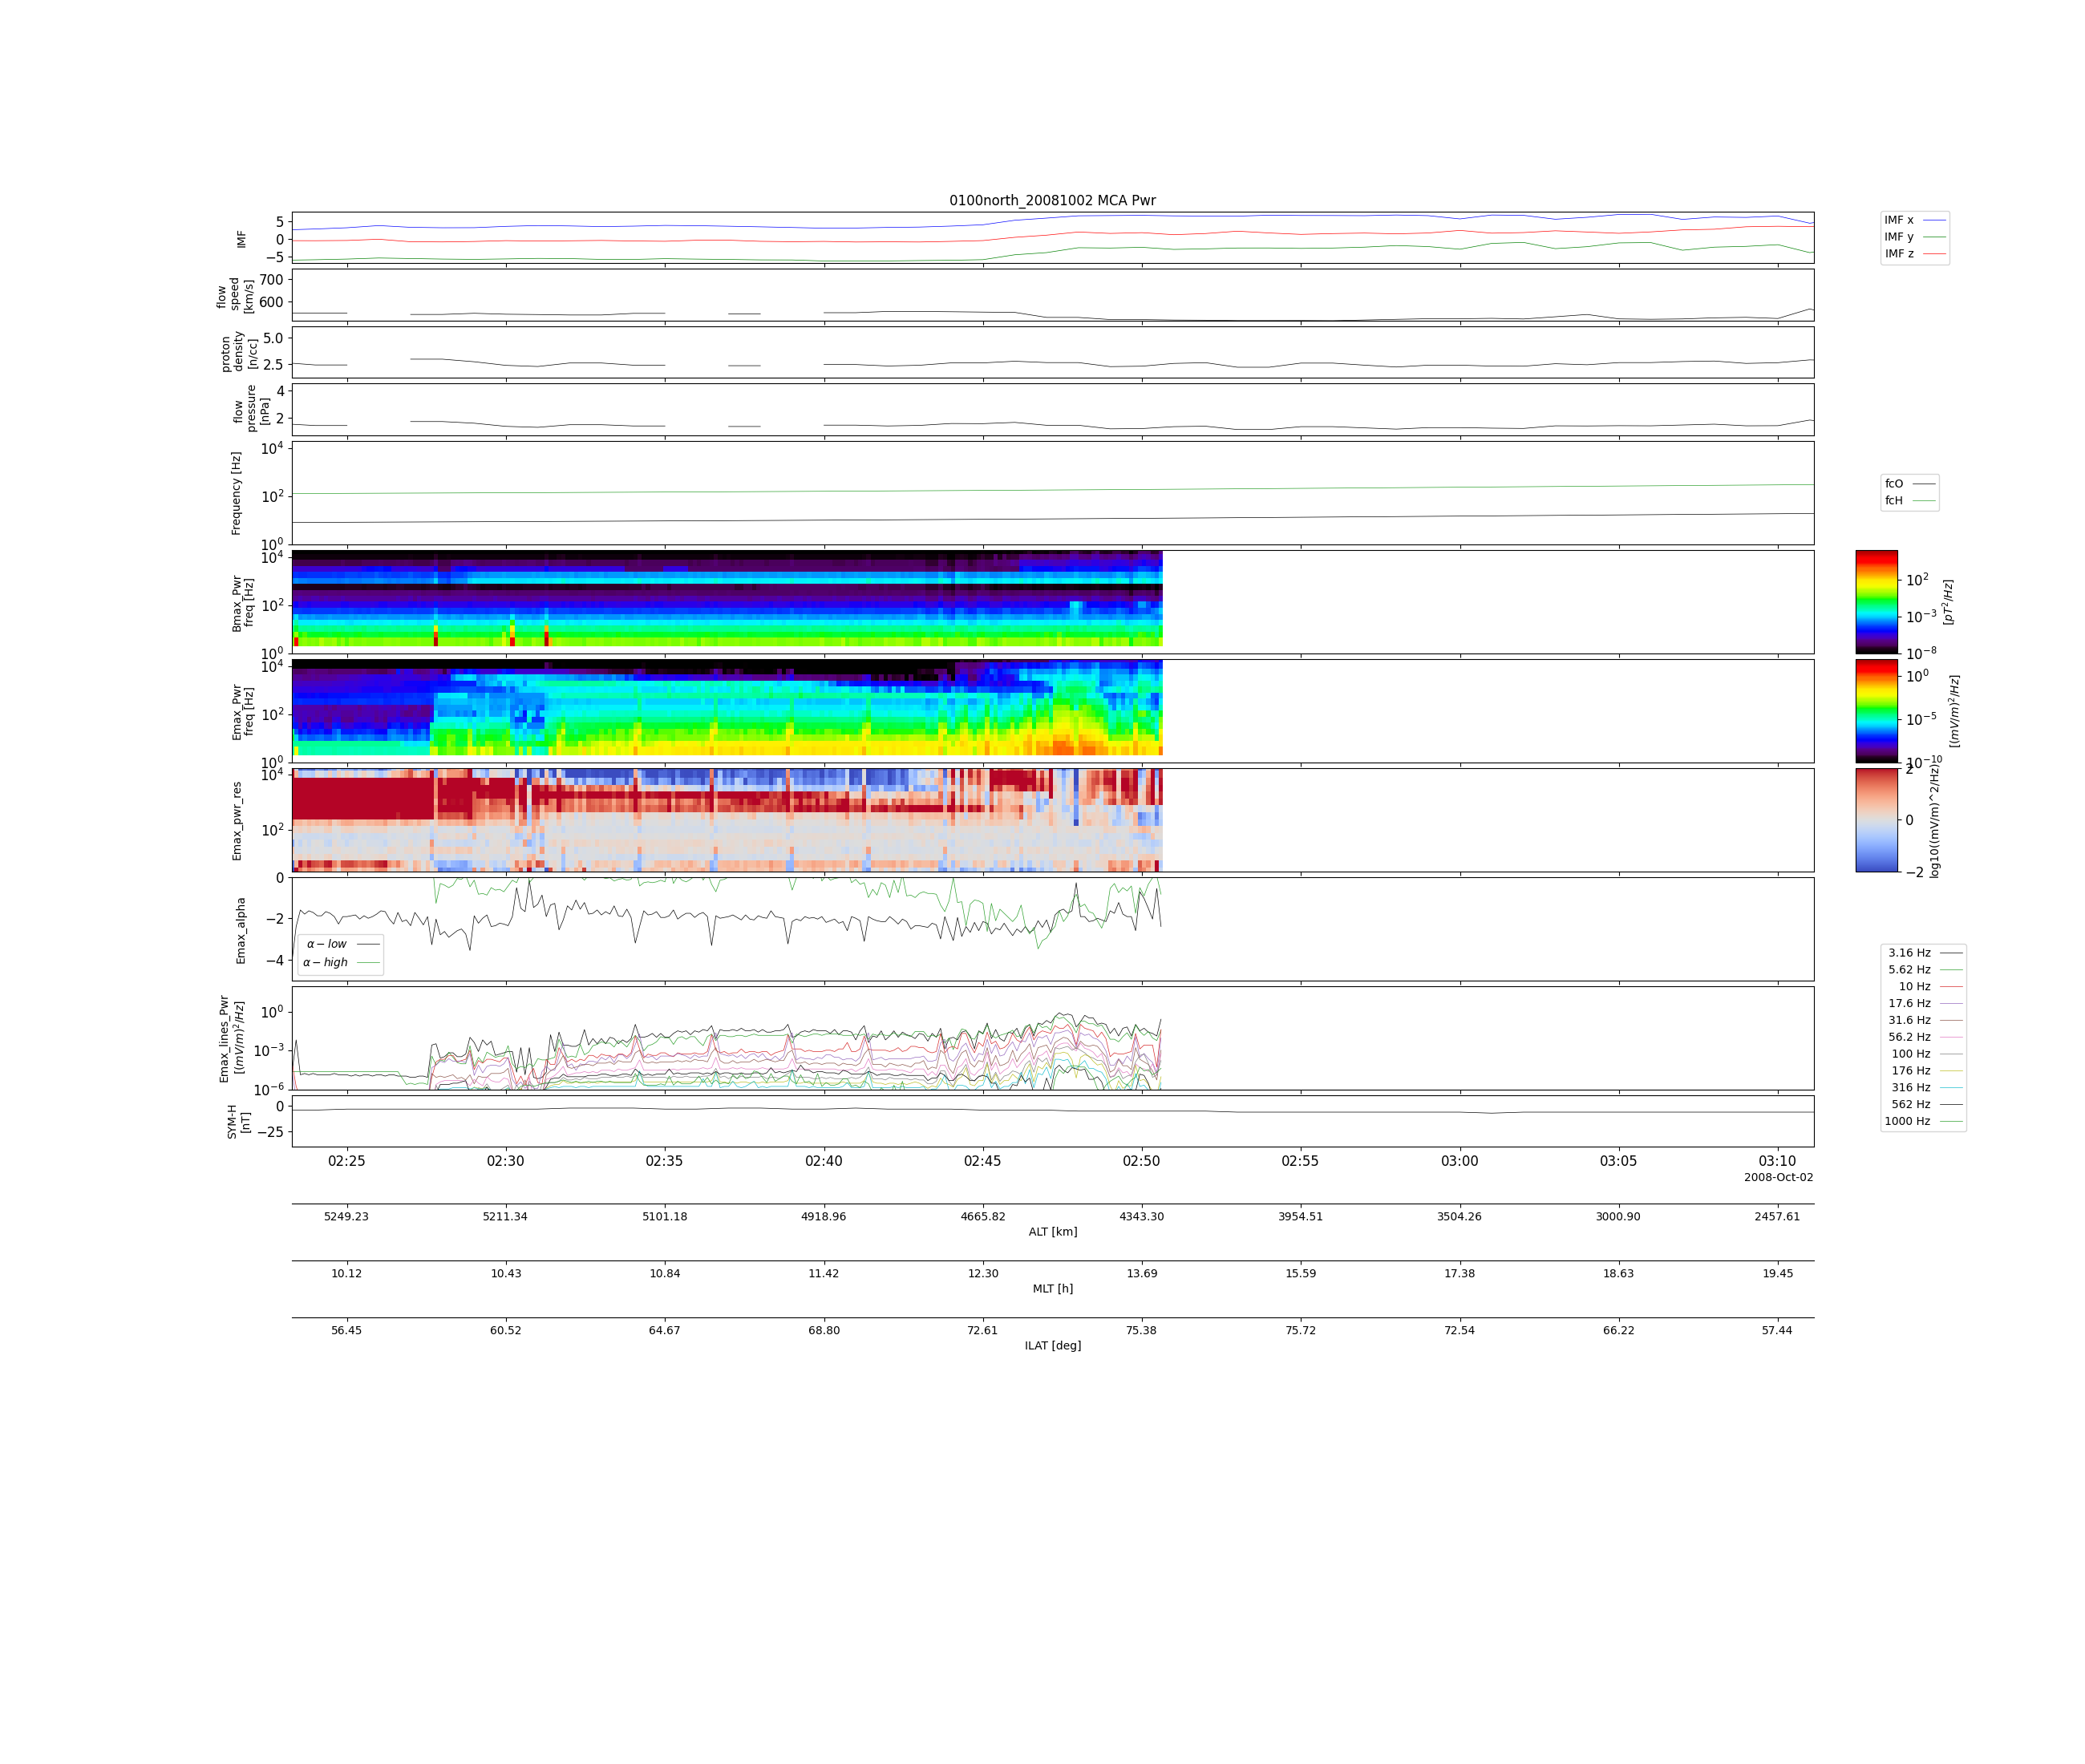 0100north_20081002 MCA Pwr
IMF
5
0
−5
IMF x
IMF y
IMF z
flow
speed
[km/s]
700
600
proton
density
[n/cc]
5.0
2.5
flow
pressure
[nPa]
4
2
Frequency [Hz]
10^4
10^2
10^0
fcO
fcH
Bmax_Pwr
freq [Hz]
10^4
10^2
10^0
10^2
10^{-3}
10^{-8}
[pT^2/Hz]
Emax_Pwr
freq [Hz]
10^4
10^2
10^0
10^0
10^{-5}
10^{-10}
[(mV/m)^2/Hz]
Emax_pwr_res
10^4
10^2
2
0
−2
log10((mV/m)^2/Hz)
Emax_alpha
0
−2
−4
α − low
α − high
Emax_lines_Pwr
[(mV/m)^2/Hz]
10^0
10^{-3}
10^{-6}
3.16 Hz
5.62 Hz
10 Hz
17.6 Hz
31.6 Hz
56.2 Hz
100 Hz
176 Hz
316 Hz
562 Hz
1000 Hz
SYM-H
[nT]
0
−25
02:25 02:30 02:35 02:40 02:45 02:50 02:55 03:00 03:05 03:10
2008-Oct-02
5249.23 5211.34 5101.18 4918.96 4665.82 4343.30 3954.51 3504.26 3000.90 2457.61
ALT [km]
10.12 10.43 10.84 11.42 12.30 13.69 15.59 17.38 18.63 19.45
MLT [h]
56.45 60.52 64.67 68.80 72.61 75.38 75.72 72.54 66.22 57.44
ILAT [deg]